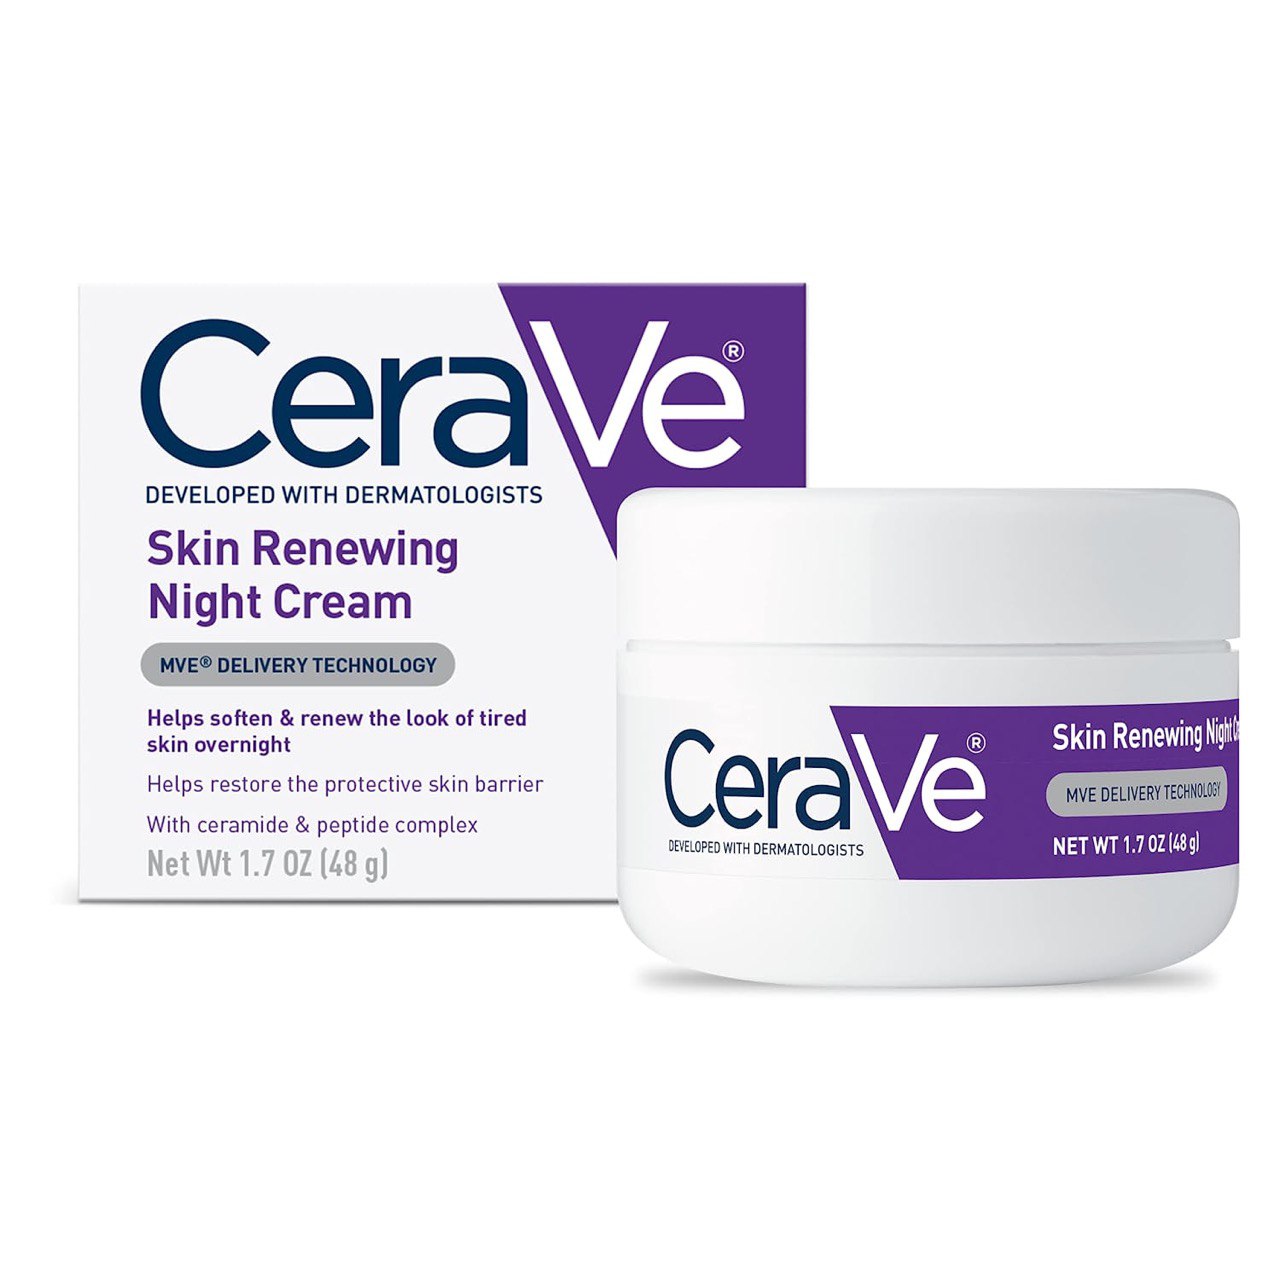 CeraVe®
DEVELOPED WITH DERMATOLOGISTS
Skin Renewing
Night Cream
MVE® DELIVERY TECHNOLOGY
Helps soften & renew the look of tired
skin overnight
Helps restore the protective skin barrier
With ceramide & peptide complex
Net Wt 1.7 OZ (48 g)
CeraVe®
DEVELOPED WITH DERMATOLOGISTS
Skin Renewing Night
MVE DELIVERY TECHNOLOGY
NET WT 1.7 OZ (48 g)